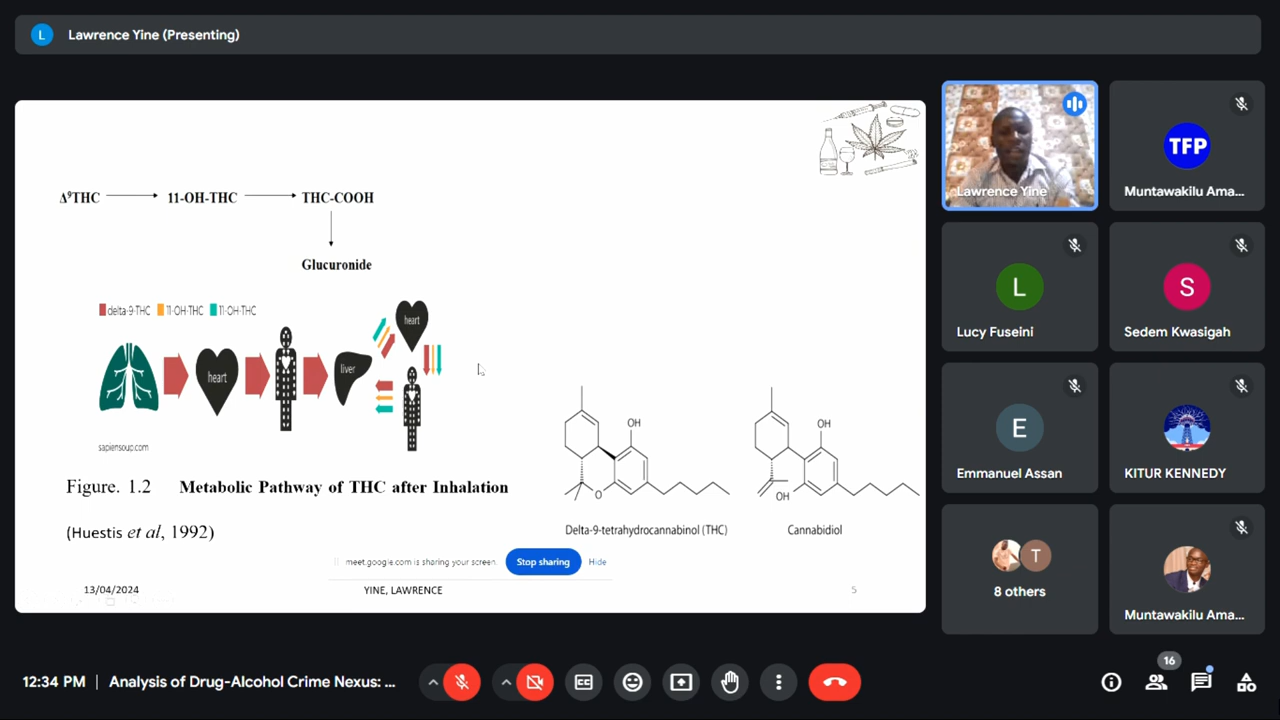 L
Lawrence Yine (Presenting)
Δ⁹THC
11-OH-THC
THC-COOH
Glucuronide
delta-9-THC
11-OH-THC
11-OH-THC
heart
liver
heart
sapiensoup.com
Figure. 1.2 Metabolic Pathway of THC after Inhalation
(Huestis et al, 1992)
OH
O
Delta-9-tetrahydrocannabinol (THC)
OH
OH
Cannabidiol
meet.google.com is sharing your screen.
Stop sharing
Hide
13/04/2024
YINE, LAWRENCE
5
Lawrence Yine
TFP
Muntawakilu Ama...
L
Lucy Fuseini
S
Sedem Kwasigah
E
Emmanuel Assan
KITUR KENNEDY
T
8 others
Muntawakilu Ama...
12:34 PM | Analysis of Drug-Alcohol Crime Nexus: ...
16